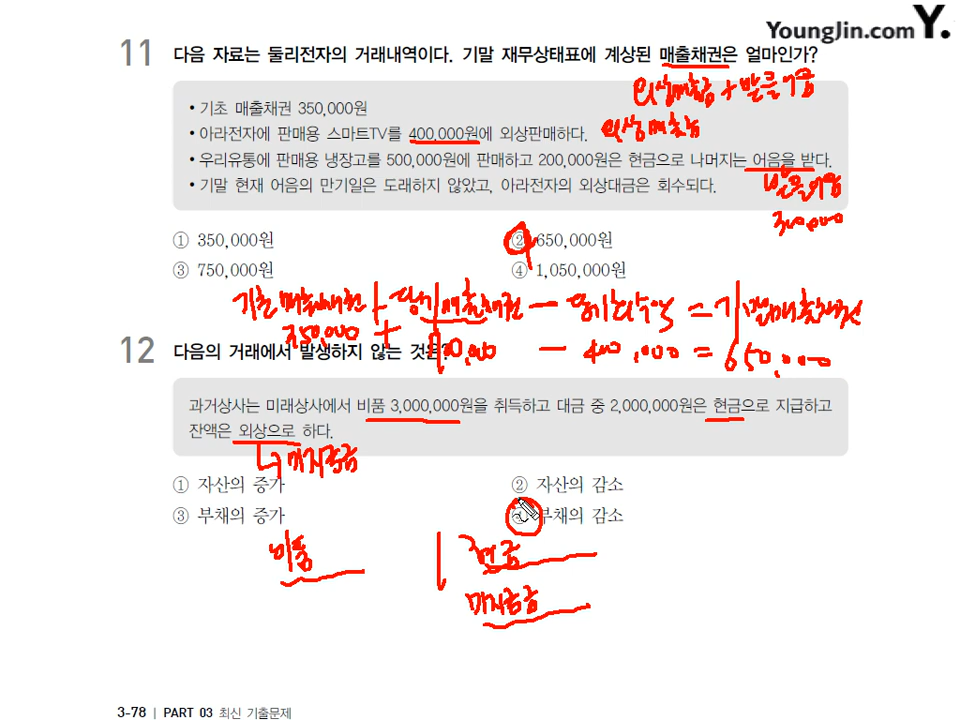 YoungJin.com Y.
11 다음 자료는 둘리전자의 거래내역이다. 기말 재무상태표에 계상된 매출채권은 얼마인가?
외상매출금 + 받을어음
• 기초 매출채권 350,000원
• 아라전자에 판매용 스마트TV를 400,000원에 외상판매하다. 외상매출금
• 우리유통에 판매용 냉장고를 500,000원에 판매하고 200,000원은 현금으로 나머지는 어음을 받다.
• 기말 현재 어음의 만기일은 도래하지 않았고, 아라전자의 외상대금은 회수되다. 받을어음
300,000
① 350,000원 ② 650,000원
③ 750,000원 ④ 1,050,000원
기초매출채권 + 당기매출채권 - 당기회수액 = 기말매출채권
350,000 + 700,000 - 400,000 = 650,000
12 다음의 거래에서 발생하지 않는 것은?
과거상사는 미래상사에서 비품 3,000,000원을 취득하고 대금 중 2,000,000원은 현금으로 지급하고
잔액은 외상으로 하다.
미지급금
① 자산의 증가 ② 자산의 감소
③ 부채의 증가 ④ 부채의 감소
비품 현금
미지급금
3-78 | PART 03 최신 기출문제